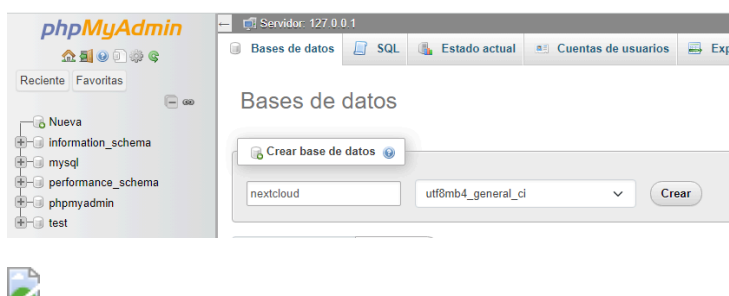 phpMyAdmin
Reciente Favoritas
Nueva
information_schema
mysql
performance_schema
phpmyadmin
test
Servidor: 127.0.0.1
Bases de datos SQL Estado actual Cuentas de usuarios Exp
Bases de datos
Crear base de datos
nextcloud utf8mb4_general_ci Crear